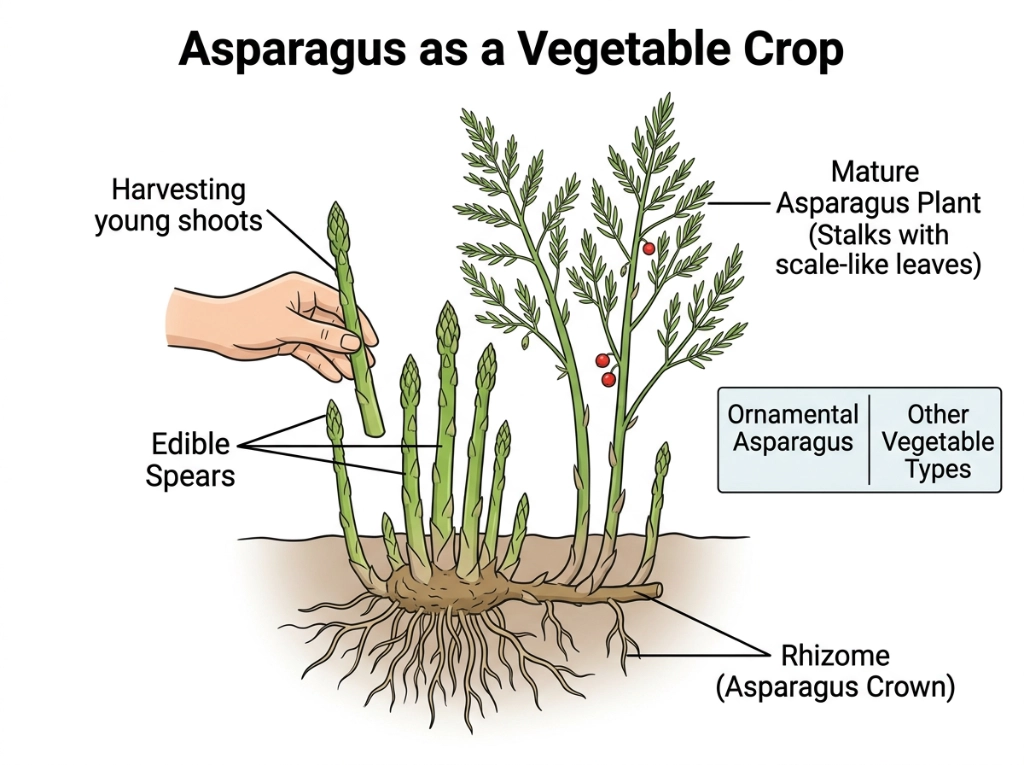 Asparagus as a Vegetable Crop
Harvesting
young shoots
Mature
Asparagus Plant
(Stalks with
scale-like leaves)
Edible
Spears
Ornamental
Asparagus
Other
Vegetable
Types
Rhizome
(Asparagus Crown)